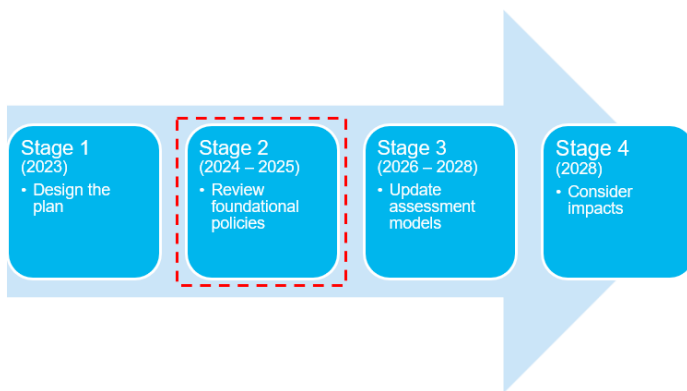 Stage 1
(2023)
• Design the
plan
Stage 2
(2024 – 2025)
• Review
foundational
policies
Stage 3
(2026 – 2028)
• Update
assessment
models
Stage 4
(2028)
• Consider
impacts